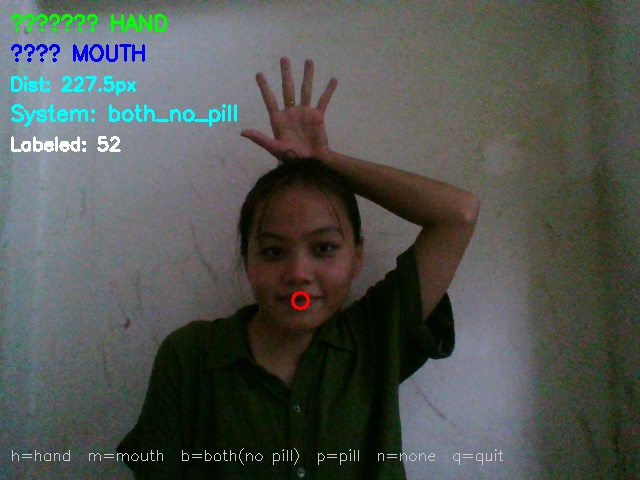 ??????? HAND
???? MOUTH
Dist: 227.5px
System: both_no_pill
Labeled: 52
h=hand m=mouth b=both(no pill) p=pill n=none q=quit